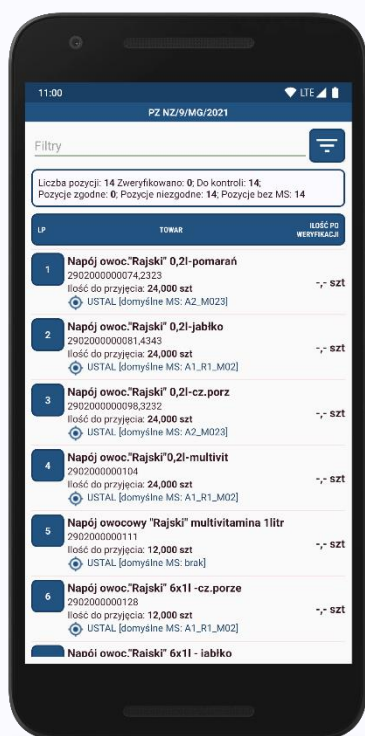 11:00 LTE
PZ NZ/9/MG/2021
Filtry
Liczba pozycji: 14 Zweryfikowano: 0; Do kontroli: 14;
Pozycje zgodne: 0; Pozycje niezgodne: 14; Pozycje bez MS: 14
LP TOWAR ILOŚĆ PO
WERYFIKACJI
1 Napój owoc."Rajski" 0,2l-pomarań
2902000000074,2323
Ilość do przyjęcia: 24,000 szt -,- szt
USTAL [domyślne MS: A2_M023]
2 Napój owoc."Rajski" 0,2l-jabłko
2902000000081,4343
Ilość do przyjęcia: 24,000 szt -,- szt
USTAL [domyślne MS: A1_R1_M02]
3 Napój owoc."Rajski" 0,2l-cz.porz
2902000000098,3232
Ilość do przyjęcia: 24,000 szt -,- szt
USTAL [domyślne MS: A2_M023]
4 Napój owoc."Rajski"0,2l-multivit
2902000000104
Ilość do przyjęcia: 24,000 szt -,- szt
USTAL [domyślne MS: A1_R1_M02]
5 Napój owocowy "Rajski" multivitamina 1litr
2902000000111
Ilość do przyjęcia: 12,000 szt -,- szt
USTAL [domyślne MS: brak]
6 Napój owoc."Rajski" 6x1l -cz.porze
2902000000128
Ilość do przyjęcia: 12,000 szt -,- szt
USTAL [domyślne MS: A1_R1_M02]
Napój owoc."Rajski" 6x1l - jabłko